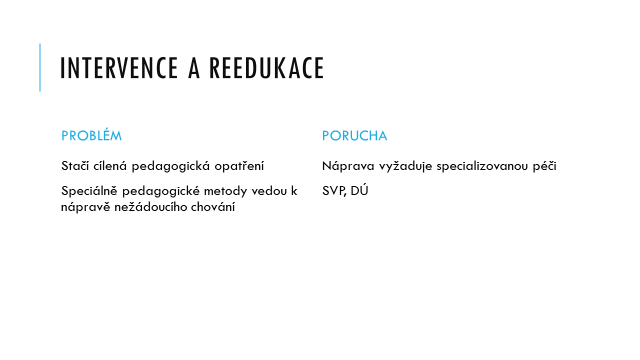 INTERVENCE A REEDUKACE
PROBLÉM
Stačí cílená pedagogická opatření
Speciálně pedagogické metody vedou k
nápravě nežádoucího chování
PORUCHA
Náprava vyžaduje specializovanou péči
SVP, DÚ